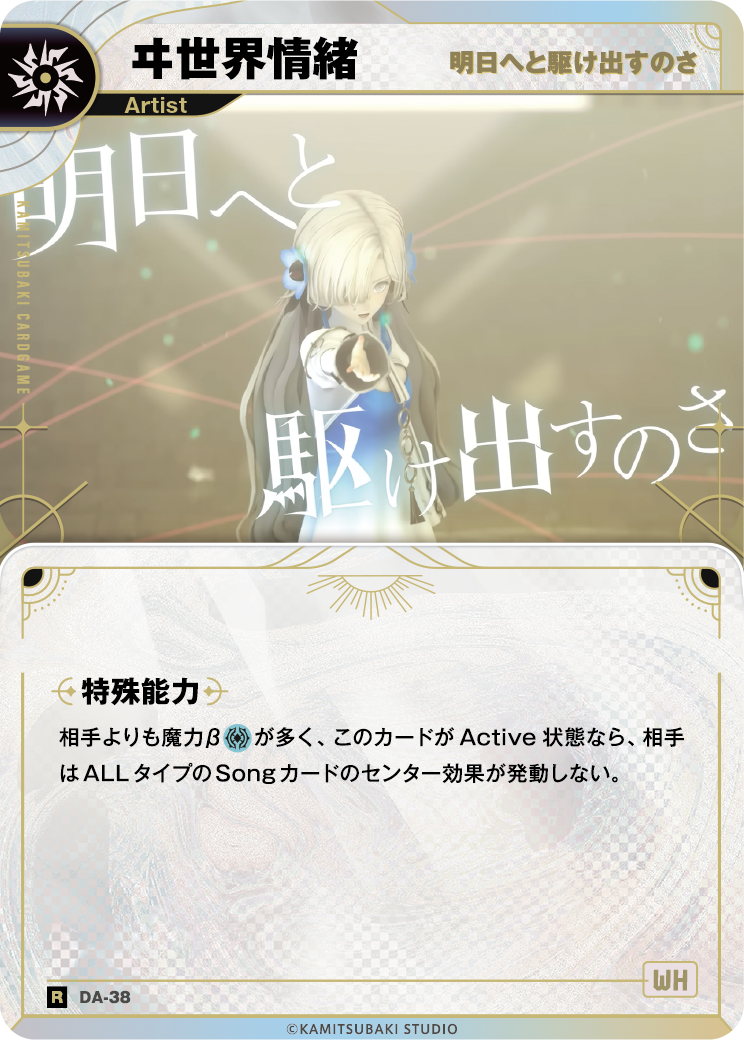 ヰ世界情緒
明日へと駆け出すのさ
Artist
明日へと
KAMITSUBAKI CARDGAME
駆け出すのさ
特殊能力
相手よりも魔力βが多く、このカードがActive 状態なら、相手
はALLタイプのSongカードのセンター効果が発動しない。
R DA-38
WH
©KAMITSUBAKI STUDIO